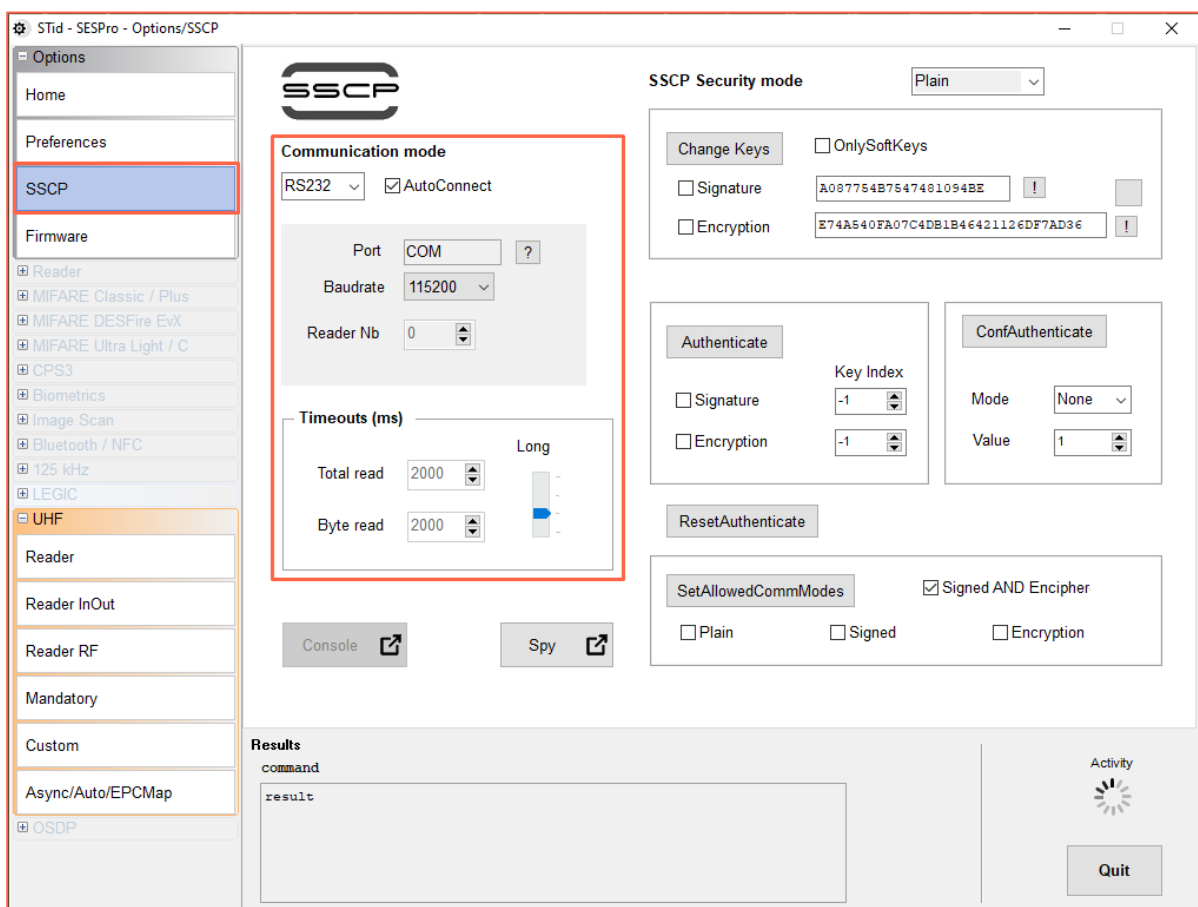 STid - SESPro - Options/SSCP
Options
Home
Preferences
SSCP
Firmware
Reader
MIFARE Classic / Plus
MIFARE DESFire EvX
MIFARE Ultra Light / C
CPS3
Biometrics
Image Scan
Bluetooth / NFC
125 kHz
LEGIC
UHF
Reader
Reader InOut
Reader RF
Mandatory
Custom
Async/Auto/EPCMap
OSDP
SSCP
Communication mode
RS232 AutoConnect
Port COM ?
Baudrate 115200
Reader Nb 0
Timeouts (ms)
Long
Total read 2000
Byte read 2000
Console Spy
SSCP Security mode Plain
Change Keys OnlySoftKeys
Signature A087754B7547481094BE !
Encryption E74A540FA07C4DB1B46421126DF7AD36 !
Authenticate
Key Index
Signature -1
Encryption -1
ConfAuthenticate
Mode None
Value 1
ResetAuthenticate
SetAllowedCommModes Signed AND Encipher
Plain Signed Encryption
Results
command
result
Activity
Quit